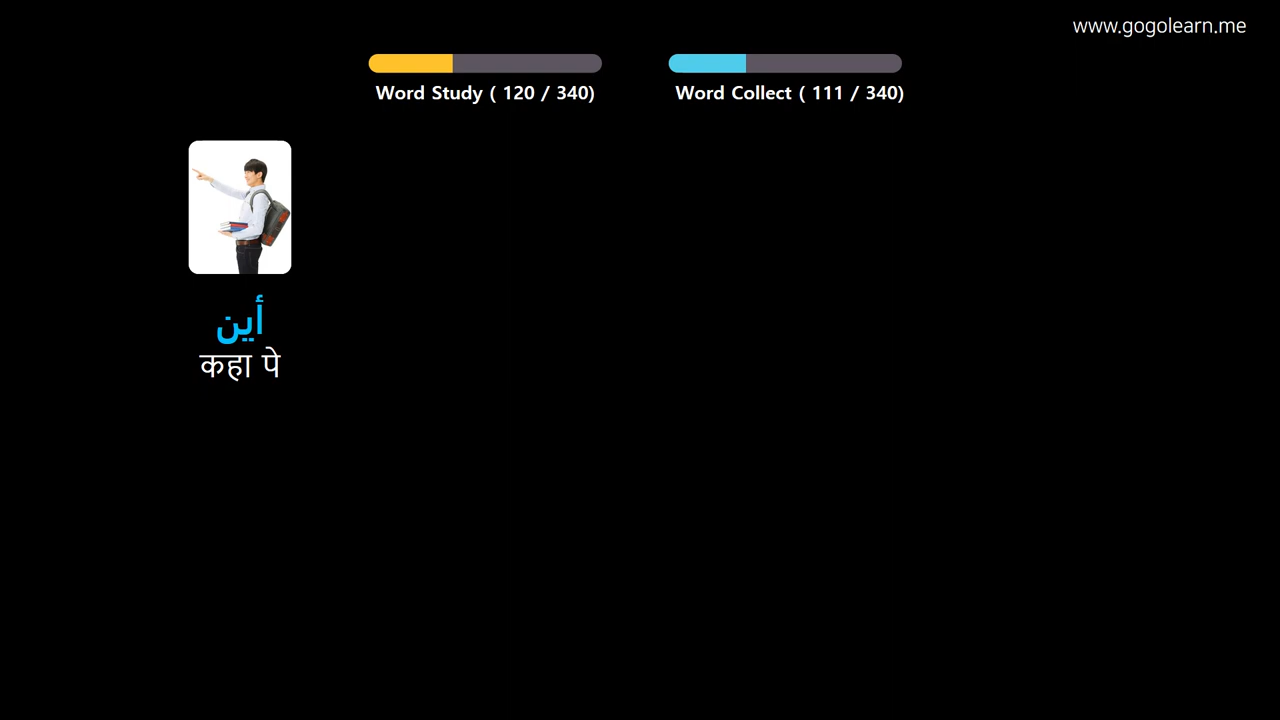 www.gogolearn.me
Word Study ( 120 / 340)
Word Collect ( 111 / 340)
أين
कहा पे